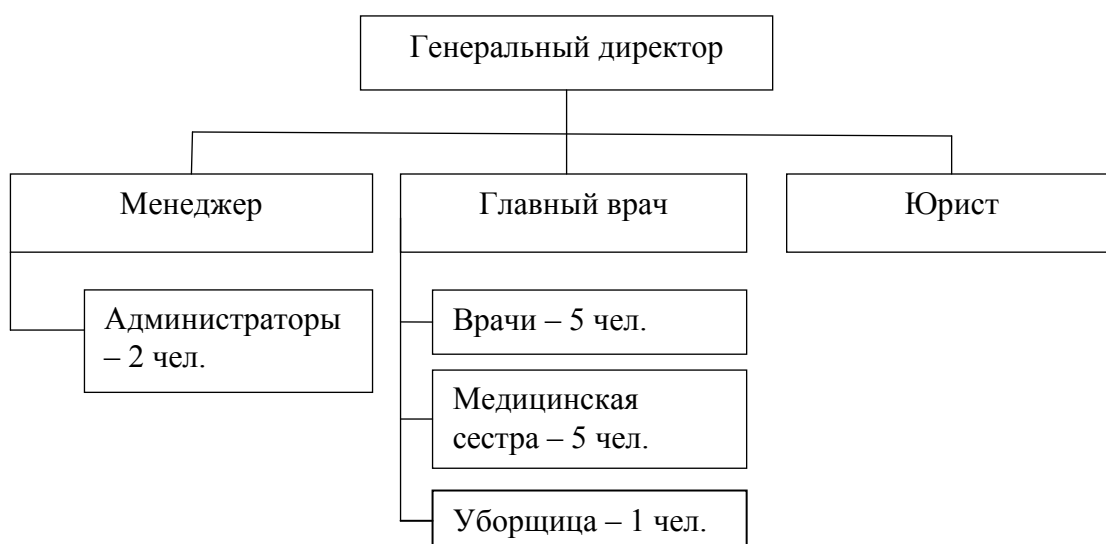 Генеральный директор
Менеджер
Главный врач
Юрист
Администраторы
– 2 чел.
Врачи – 5 чел.
Медицинская
сестра – 5 чел.
Уборщица – 1 чел.